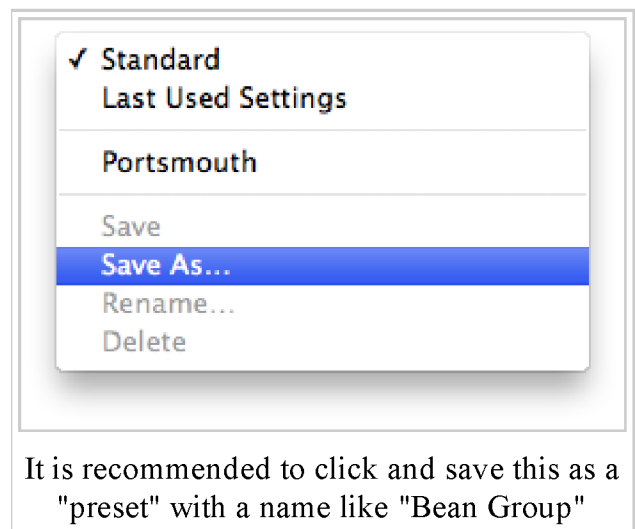 ✓ Standard
Last Used Settings
Portsmouth
Save
Save As...
Rename...
Delete
It is recommended to click and save this as a
"preset" with a name like "Bean Group"